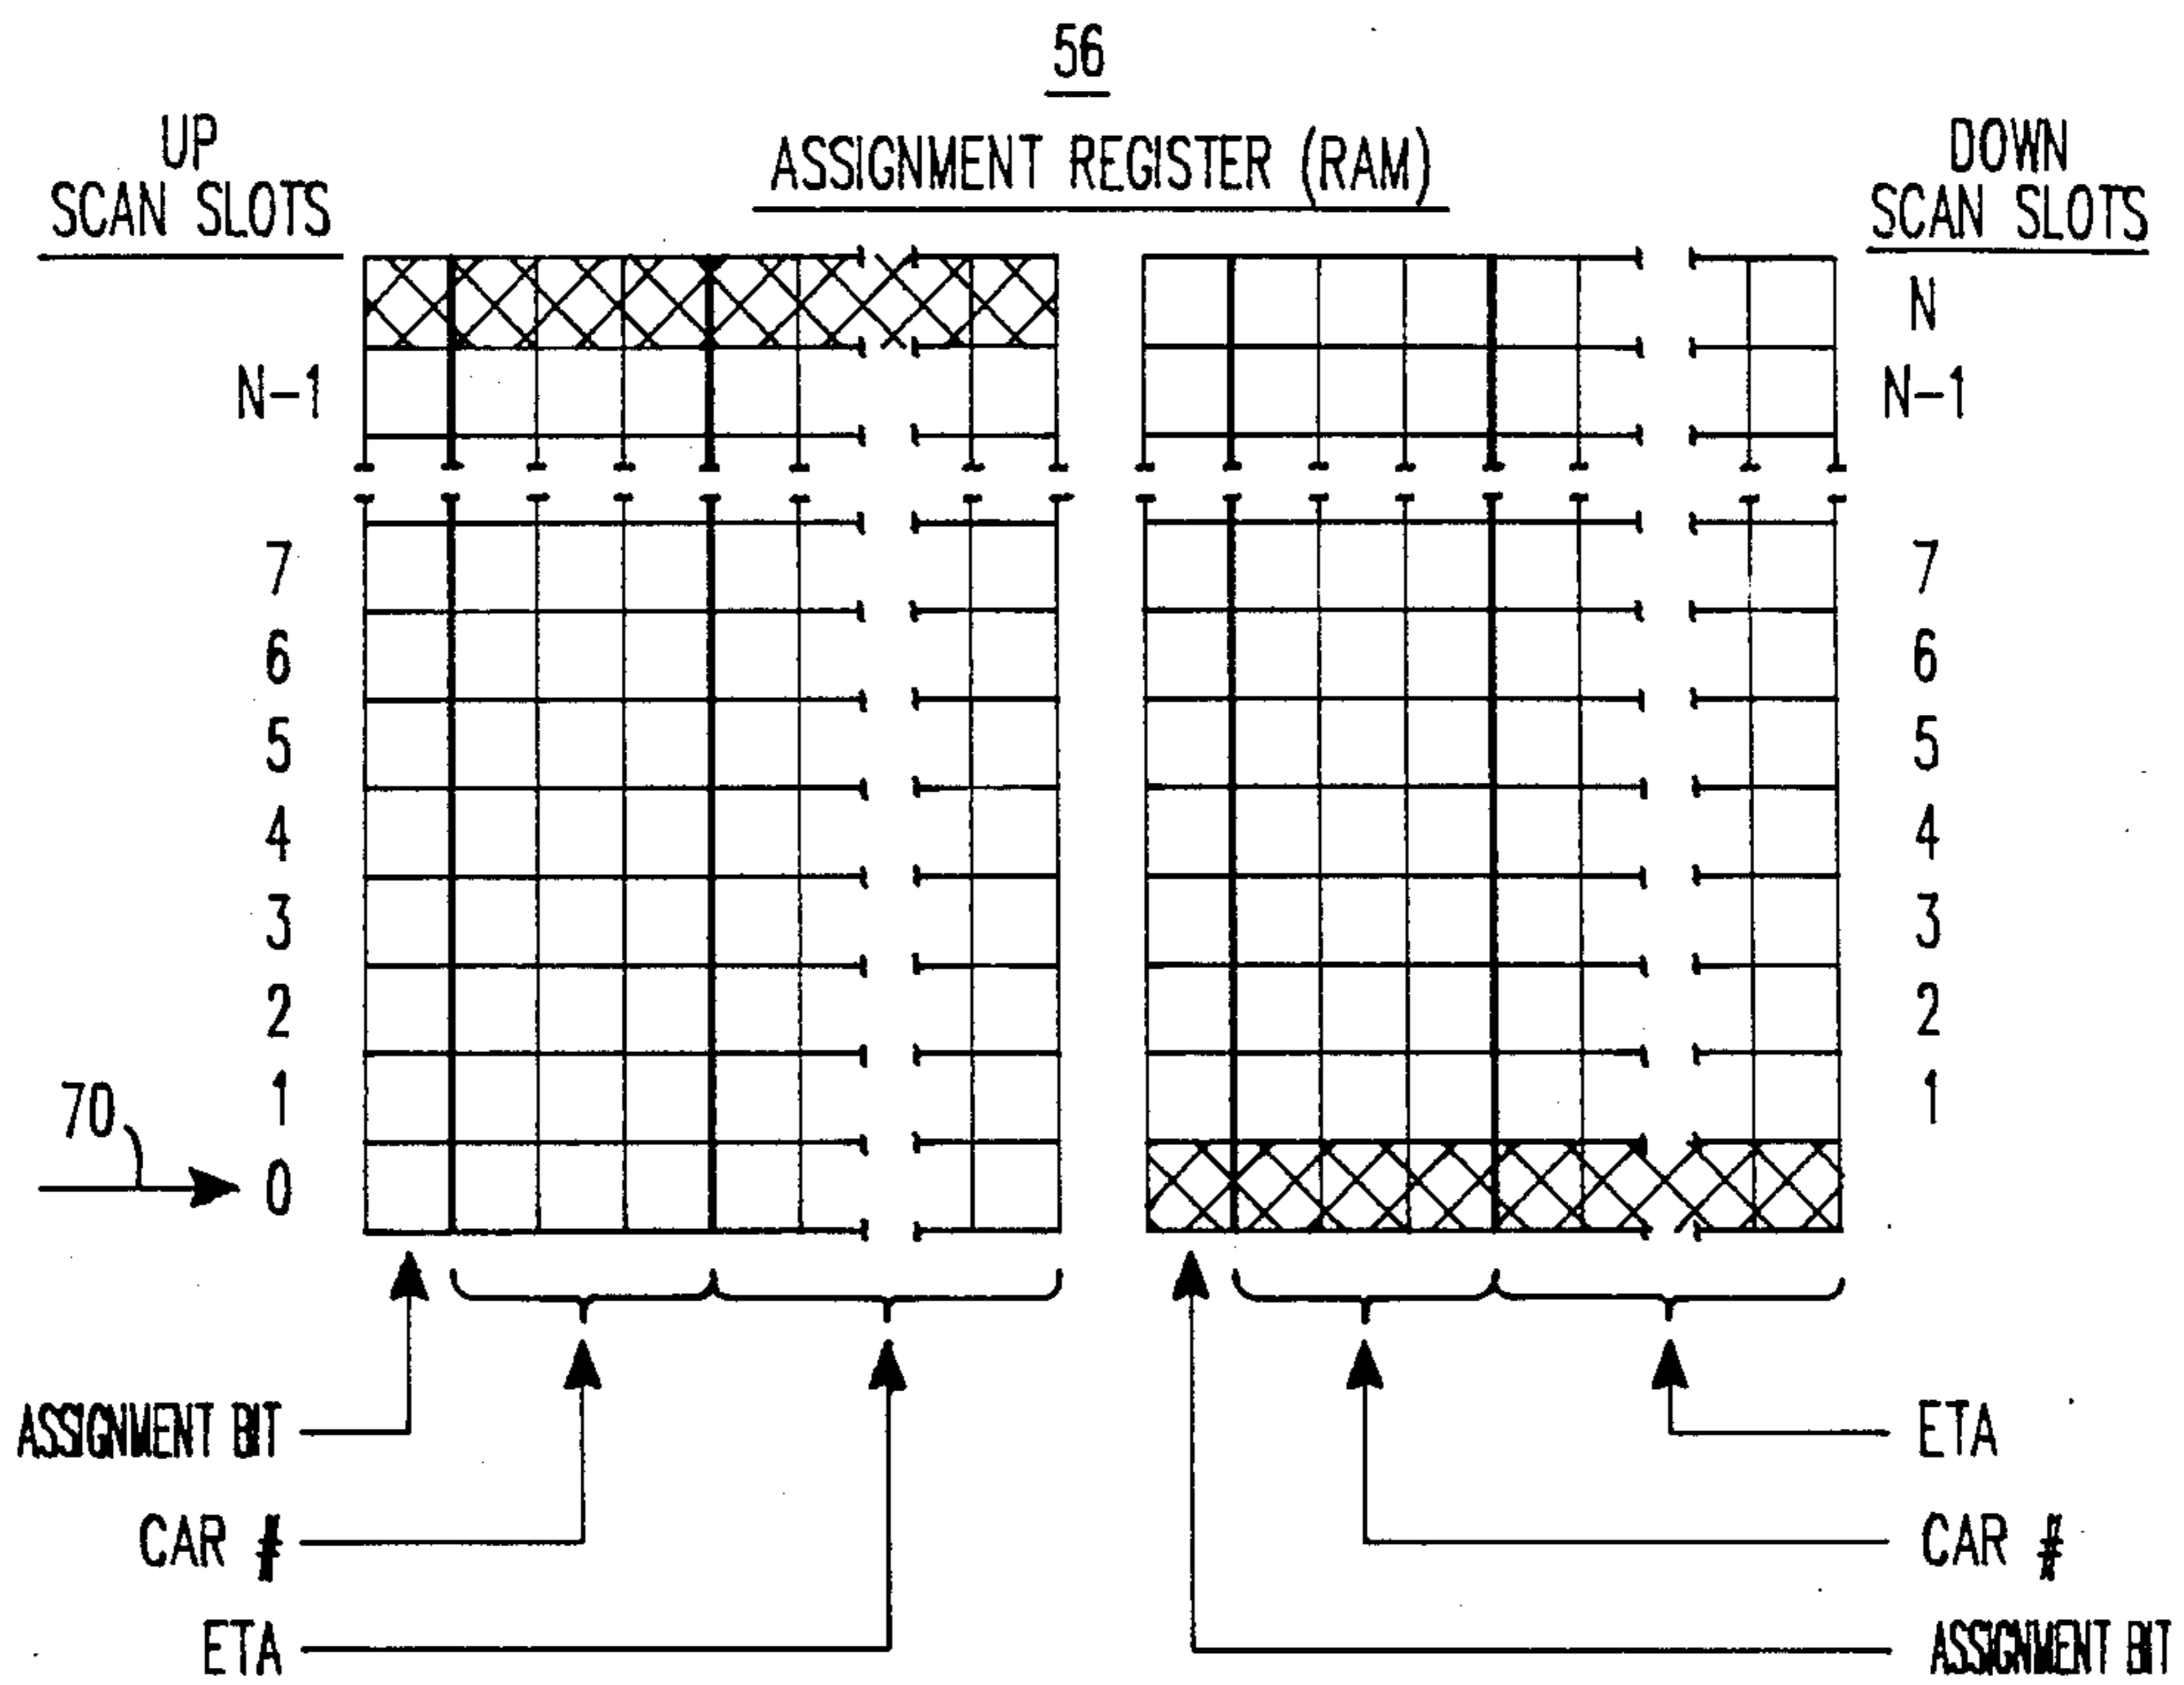 56
ASSIGNMENT REGISTER (RAM)
UP
SCAN SLOTS
N-1
7
6
5
4
3
2
1
0
70
DOWN
SCAN SLOTS
N
N-1
7
6
5
4
3
2
1
ASSIGNMENT BIT
CAR #
ETA
ETA
CAR #
ASSIGNMENT BIT